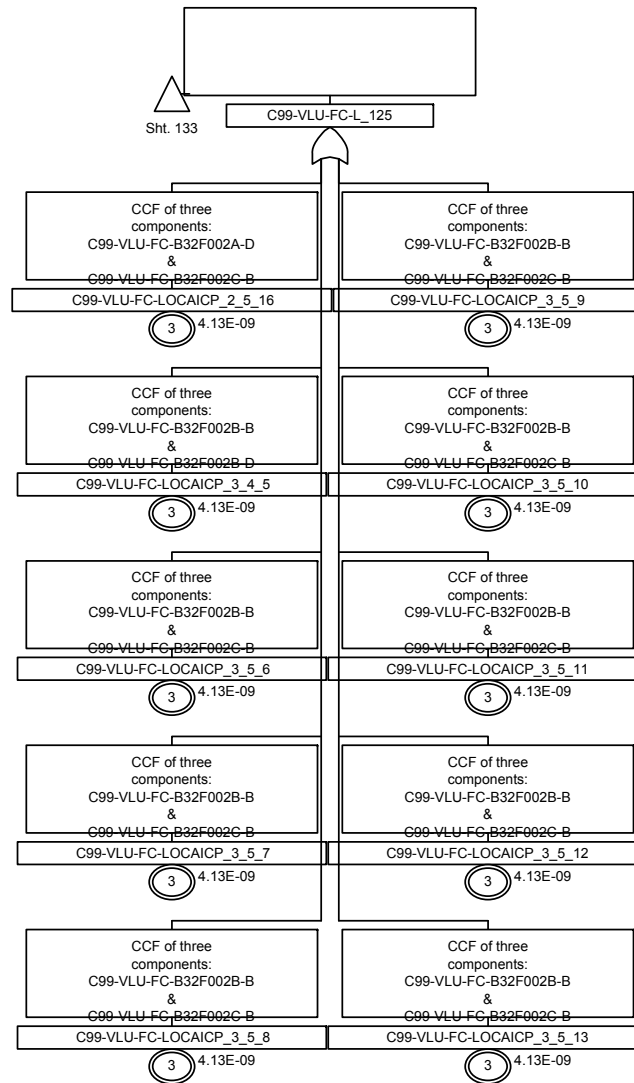 C99-VLU-FC-L_125
Sht. 133
CCF of three
components:
C99-VLU-FC-B32F002A-D
&
C99-VLU-FC-B32F002C-B
C99-VLU-FC-LOCAICP_2_5_16
3
4.13E-09
CCF of three
components:
C99-VLU-FC-B32F002B-B
&
C99-VLU-FC-B32F002C-B
C99-VLU-FC-LOCAICP_3_5_9
3
4.13E-09
CCF of three
components:
C99-VLU-FC-B32F002B-B
&
C99-VLU-FC-B32F002B-D
C99-VLU-FC-LOCAICP_3_4_5
3
4.13E-09
CCF of three
components:
C99-VLU-FC-B32F002B-B
&
C99-VLU-FC-B32F002C-B
C99-VLU-FC-LOCAICP_3_5_10
3
4.13E-09
CCF of three
components:
C99-VLU-FC-B32F002B-B
&
C99-VLU-FC-B32F002C-B
C99-VLU-FC-LOCAICP_3_5_6
3
4.13E-09
CCF of three
components:
C99-VLU-FC-B32F002B-B
&
C99-VLU-FC-B32F002C-B
C99-VLU-FC-LOCAICP_3_5_11
3
4.13E-09
CCF of three
components:
C99-VLU-FC-B32F002B-B
&
C99-VLU-FC-B32F002C-B
C99-VLU-FC-LOCAICP_3_5_7
3
4.13E-09
CCF of three
components:
C99-VLU-FC-B32F002B-B
&
C99-VLU-FC-B32F002C-B
C99-VLU-FC-LOCAICP_3_5_12
3
4.13E-09
CCF of three
components:
C99-VLU-FC-B32F002B-B
&
C99-VLU-FC-B32F002C-B
C99-VLU-FC-LOCAICP_3_5_8
3
4.13E-09
CCF of three
components:
C99-VLU-FC-B32F002B-B
&
C99-VLU-FC-B32F002C-B
C99-VLU-FC-LOCAICP_3_5_13
3
4.13E-09